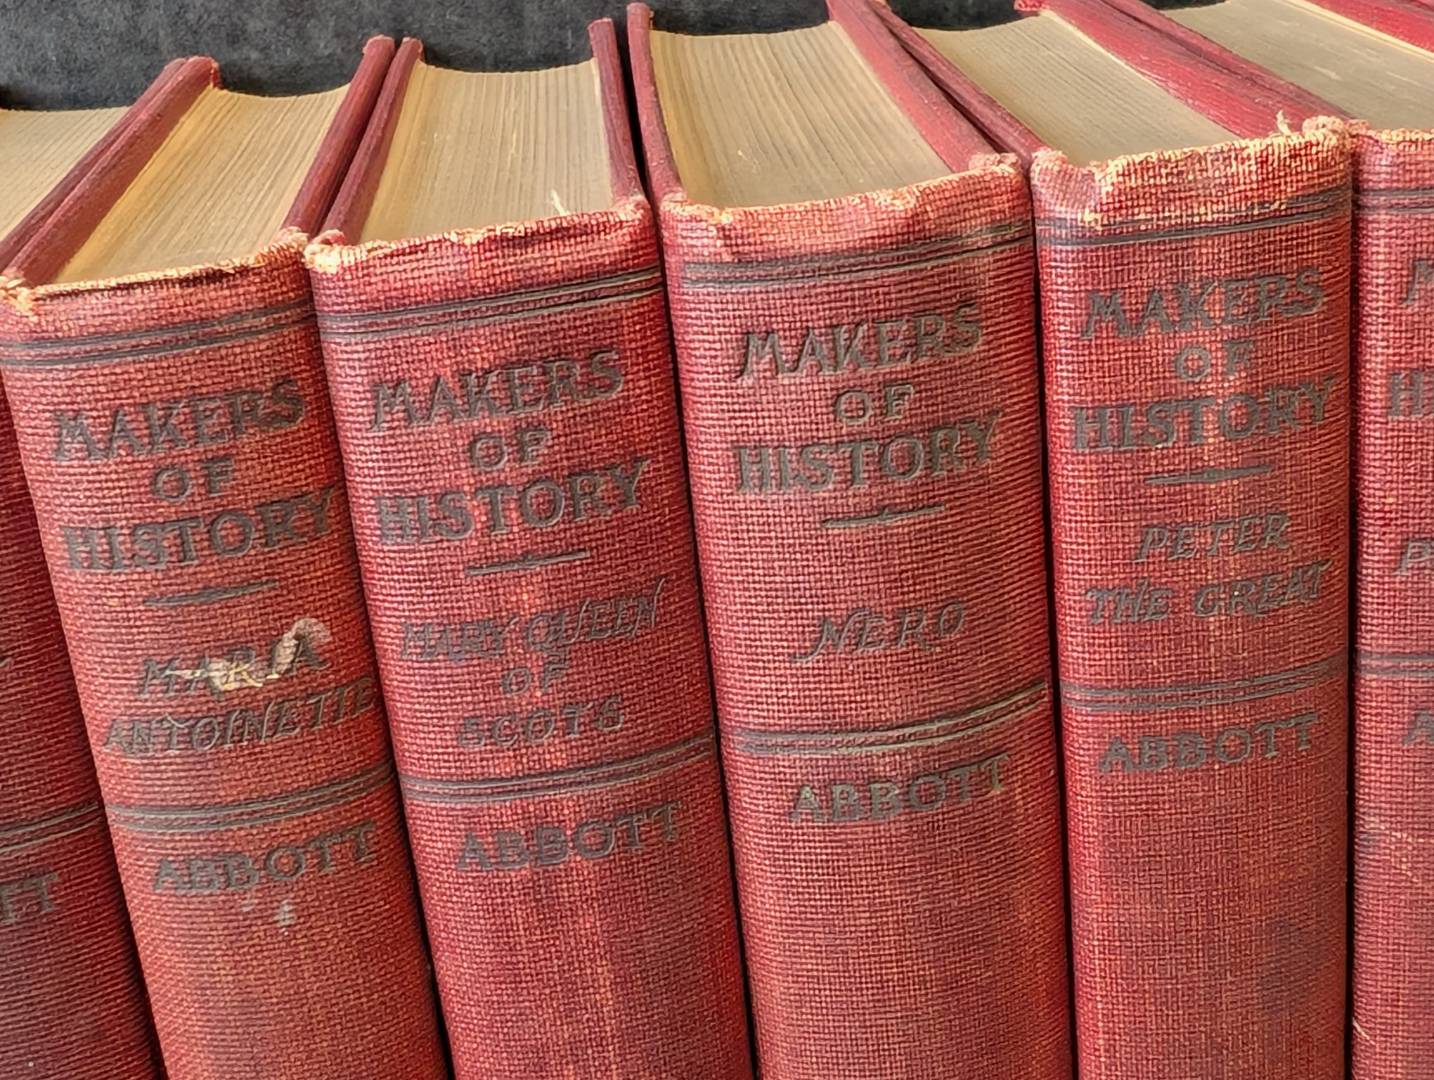 MAKERS
OF
HISTORY
MARIA
ANTOINETTE
ABBOTT
MAKERS
OF
HISTORY
MARY QUEEN
OF
SCOTS
ABBOTT
MAKERS
OF
HISTORY
NERO
ABBOTT
MAKERS
OF
HISTORY
PETER
THE GREAT
ABBOTT